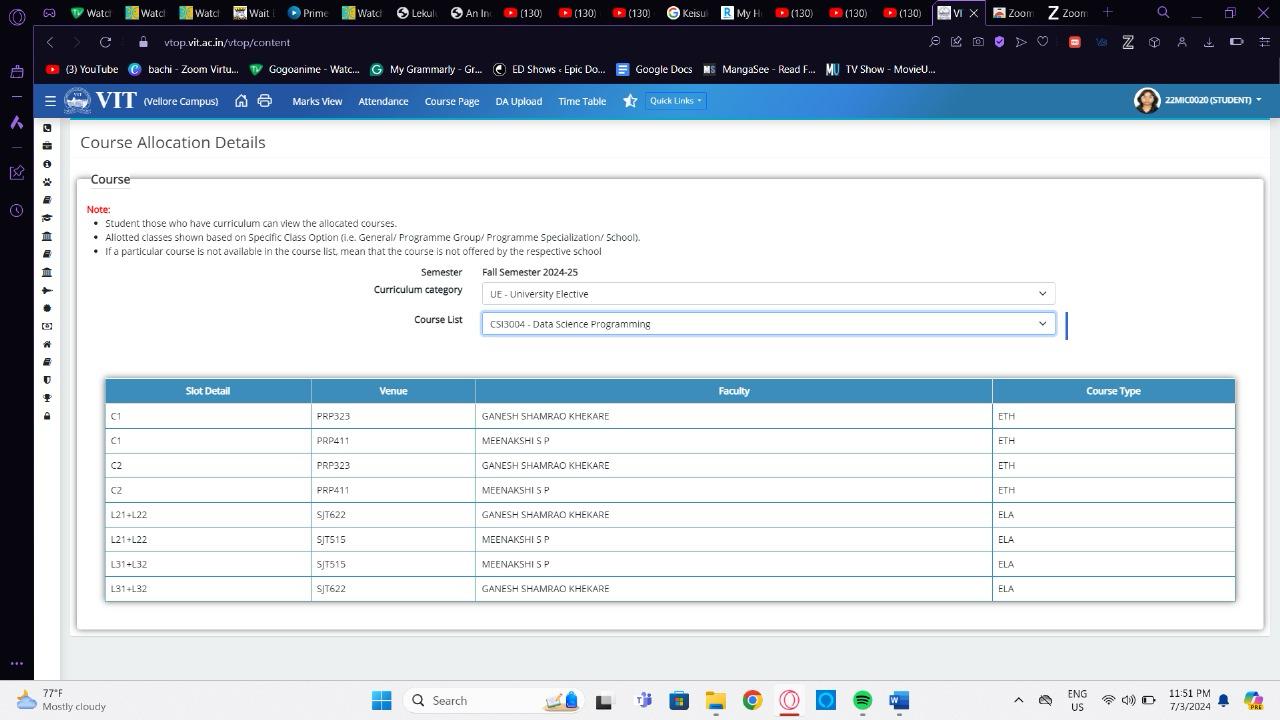 Watch
Watch
Watch
Wait
Prime
Watch
Lekul
An Inc
(130)
(130)
(130)
Keisuk
My H
(130)
(130)
(130)
VI
Zoom
Zoom
vtop.vit.ac.in/vtop/content
(3) YouTube
bachi - Zoom Virtu...
Gogoanime - Watc...
My Grammarly - Gr...
ED Shows - Epic Do...
Google Docs
MangaSee - Read F...
TV Show - MovieU...
VIT (Vellore Campus) Marks View Attendance Course Page DA Upload Time Table Quick Links 22MIC0020 (STUDENT)
Course Allocation Details
Course
Note:
Student those who have curriculum can view the allocated courses.
Allotted classes shown based on Specific Class Option (i.e. General/ Programme Group/ Programme Specialization/ School).
If a particular course is not available in the course list, mean that the course is not offered by the respective school
Semester Fall Semester 2024-25
Curriculum category UE - University Elective
Course List CSI3004 - Data Science Programming
Slot Detail Venue Faculty Course Type
C1 PRP323 GANESH SHAMRAO KHEKARE ETH
C1 PRP411 MEENAKSHI S P ETH
C2 PRP323 GANESH SHAMRAO KHEKARE ETH
C2 PRP411 MEENAKSHI S P ETH
L21+L22 SJT622 GANESH SHAMRAO KHEKARE ELA
L21+L22 SJT515 MEENAKSHI S P ELA
L31+L32 SJT515 MEENAKSHI S P ELA
L31+L32 SJT622 GANESH SHAMRAO KHEKARE ELA
77°F
Mostly cloudy
Search
ENG
US
11:51 PM
7/3/2024